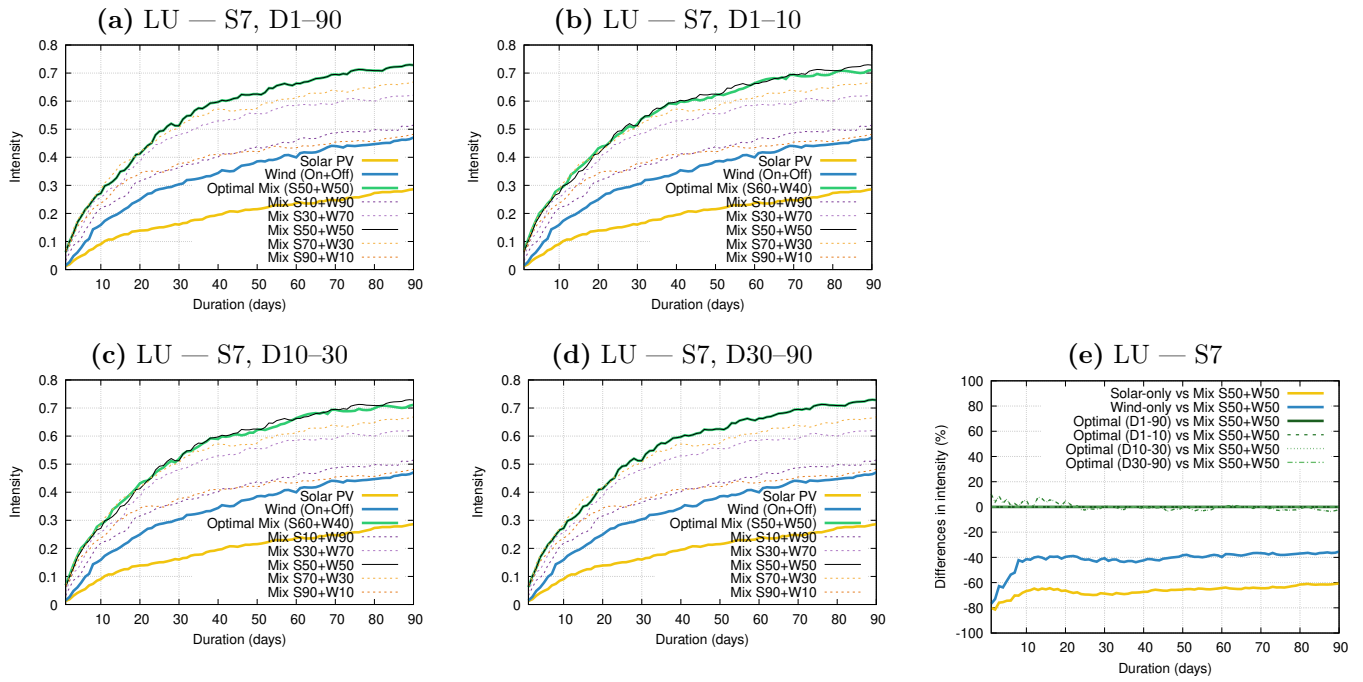 (a) LU — S7, D1–90
0.8
0.7
0.6
0.5
0.4
0.3
0.2
0.1
0
Intensity
Solar PV
Wind (On+Off)
Optimal Mix (S50+W50)
Mix S10+W90
Mix S30+W70
Mix S50+W50
Mix S70+W30
Mix S90+W10
10 20 30 40 50 60 70 80 90
Duration (days)
(b) LU — S7, D1–10
0.8
0.7
0.6
0.5
0.4
0.3
0.2
0.1
0
Intensity
Solar PV
Wind (On+Off)
Optimal Mix (S60+W40)
Mix S10+W90
Mix S30+W70
Mix S50+W50
Mix S70+W30
Mix S90+W10
10 20 30 40 50 60 70 80 90
Duration (days)
(c) LU — S7, D10–30
0.8
0.7
0.6
0.5
0.4
0.3
0.2
0.1
0
Intensity
Solar PV
Wind (On+Off)
Optimal Mix (S60+W40)
Mix S10+W90
Mix S30+W70
Mix S50+W50
Mix S70+W30
Mix S90+W10
10 20 30 40 50 60 70 80 90
Duration (days)
(d) LU — S7, D30–90
0.8
0.7
0.6
0.5
0.4
0.3
0.2
0.1
0
Intensity
Solar PV
Wind (On+Off)
Optimal Mix (S50+W50)
Mix S10+W90
Mix S30+W70
Mix S50+W50
Mix S70+W30
Mix S90+W10
10 20 30 40 50 60 70 80 90
Duration (days)
(e) LU — S7
100
80
60
40
20
0
-20
-40
-60
-80
-100
Differences in intensity (%)
Solar-only vs Mix S50+W50
Wind-only vs Mix S50+W50
Optimal (D1-90) vs Mix S50+W50
Optimal (D1-10) vs Mix S50+W50
Optimal (D10-30) vs Mix S50+W50
Optimal (D30-90) vs Mix S50+W50
10 20 30 40 50 60 70 80 90
Duration (days)